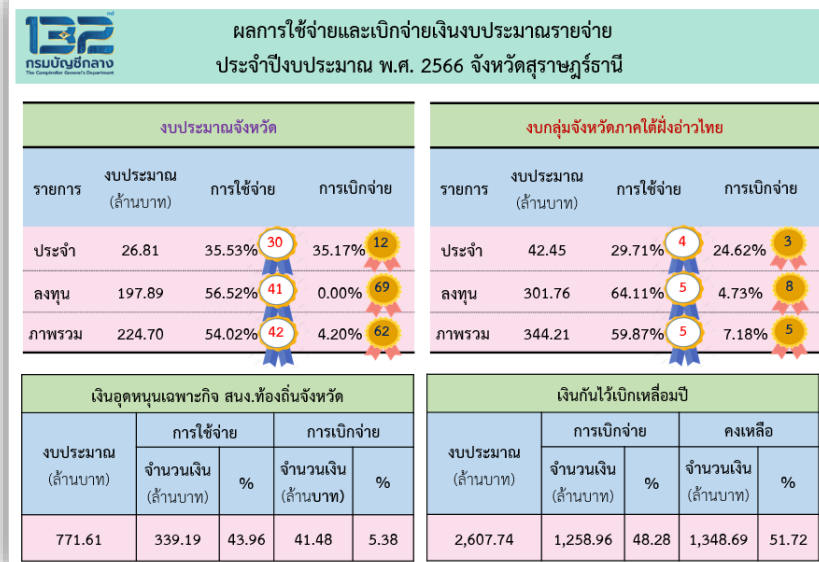 132
กรมบัญชีกลาง
The Comptroller General's Department
ผลการใช้จ่ายและเบิกจ่ายเงินงบประมาณรายจ่าย
ประจำปีงบประมาณ พ.ศ. 2566 จังหวัดสุราษฎร์ธานี
งบประมาณจังหวัด
รายการ งบประมาณ (ล้านบาท) การใช้จ่าย การเบิกจ่าย
ประจำ 26.81 35.53% 30 35.17% 12
ลงทุน 197.89 56.52% 41 0.00% 69
ภาพรวม 224.70 54.02% 42 4.20% 62
งบกลุ่มจังหวัดภาคใต้ฝั่งอ่าวไทย
รายการ งบประมาณ (ล้านบาท) การใช้จ่าย การเบิกจ่าย
ประจำ 42.45 29.71% 4 24.62% 3
ลงทุน 301.76 64.11% 5 4.73% 8
ภาพรวม 344.21 59.87% 5 7.18% 5
เงินอุดหนุนเฉพาะกิจ สนง.ท้องถิ่นจังหวัด
งบประมาณ (ล้านบาท) การใช้จ่าย การเบิกจ่าย
จำนวนเงิน (ล้านบาท) % จำนวนเงิน (ล้านบาท) %
771.61 339.19 43.96 41.48 5.38
เงินกันไว้เบิกเหลื่อมปี
งบประมาณ (ล้านบาท) การเบิกจ่าย คงเหลือ
จำนวนเงิน (ล้านบาท) % จำนวนเงิน (ล้านบาท) %
2,607.74 1,258.96 48.28 1,348.69 51.72